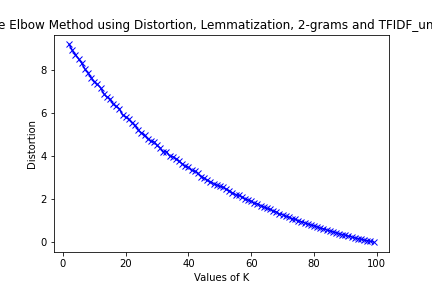 e Elbow Method using Distortion, Lemmatization, 2-grams and TFIDF_un
8
6
4
2
0
Distortion
0 20 40 60 80 100
Values of K